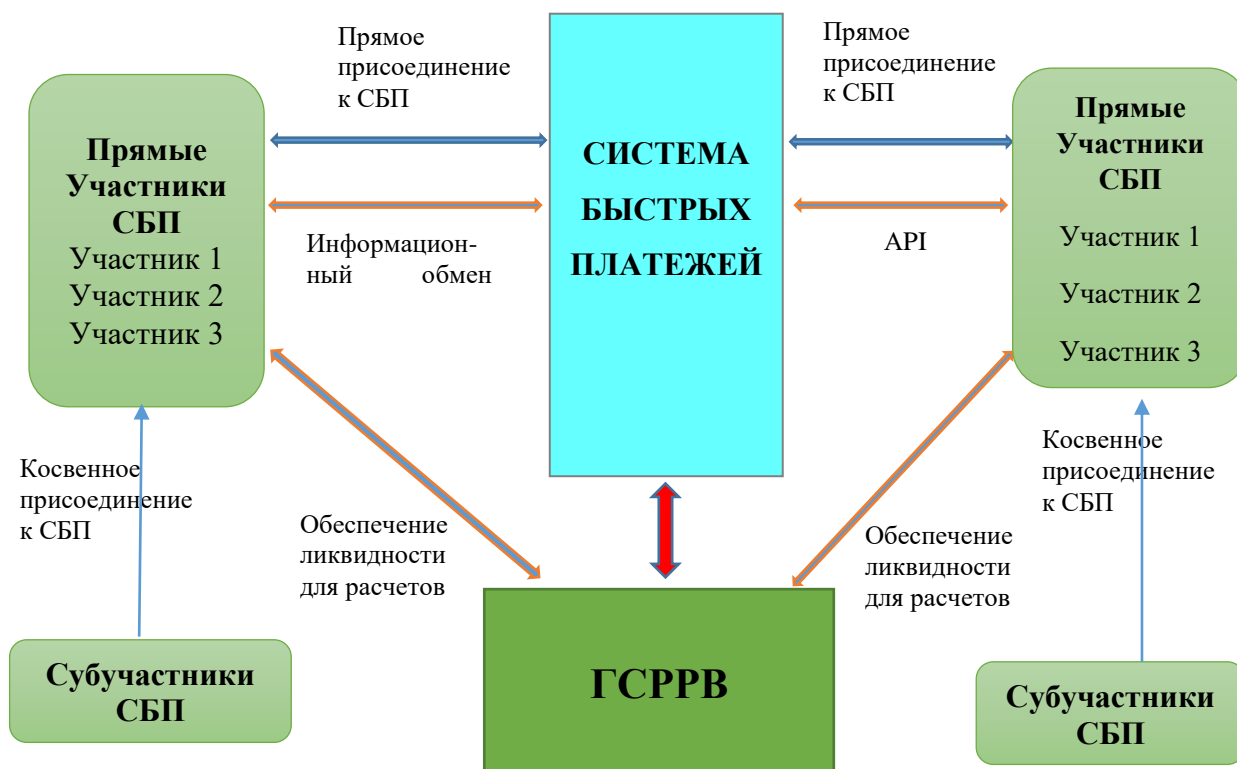 Прямое
присоединение
к СБП
Прямые
Участники
СБП
Участник 1
Участник 2
Участник 3
Информацион-
ный обмен
СИСТЕМА
БЫСТРЫХ
ПЛАТЕЖЕЙ
Прямое
присоединение
к СБП
API
Прямые
Участники
СБП
Участник 1
Участник 2
Участник 3
Косвенное
присоединение
к СБП
Обеспечение
ликвидности
для расчетов
Обеспечение
ликвидности
для расчетов
Косвенное
присоединение
к СБП
Субучастники
СБП
ГСРРВ
Субучастники
СБП